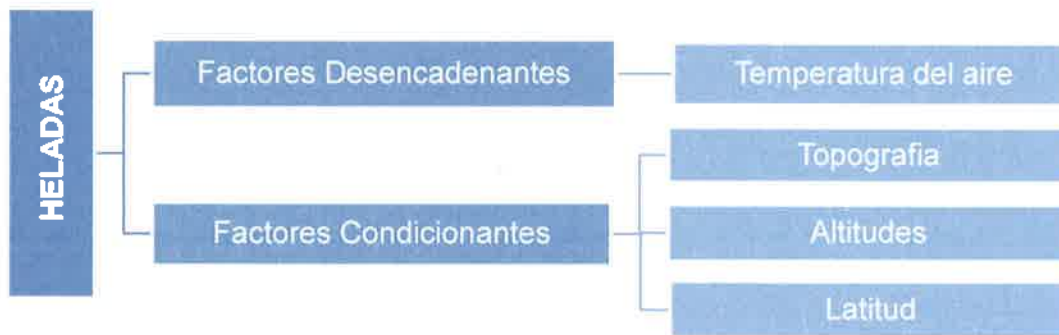 HELADAS
Factores Desencadenantes
Temperatura del aire
Factores Condicionantes
Topografia
Altitudes
Latitud